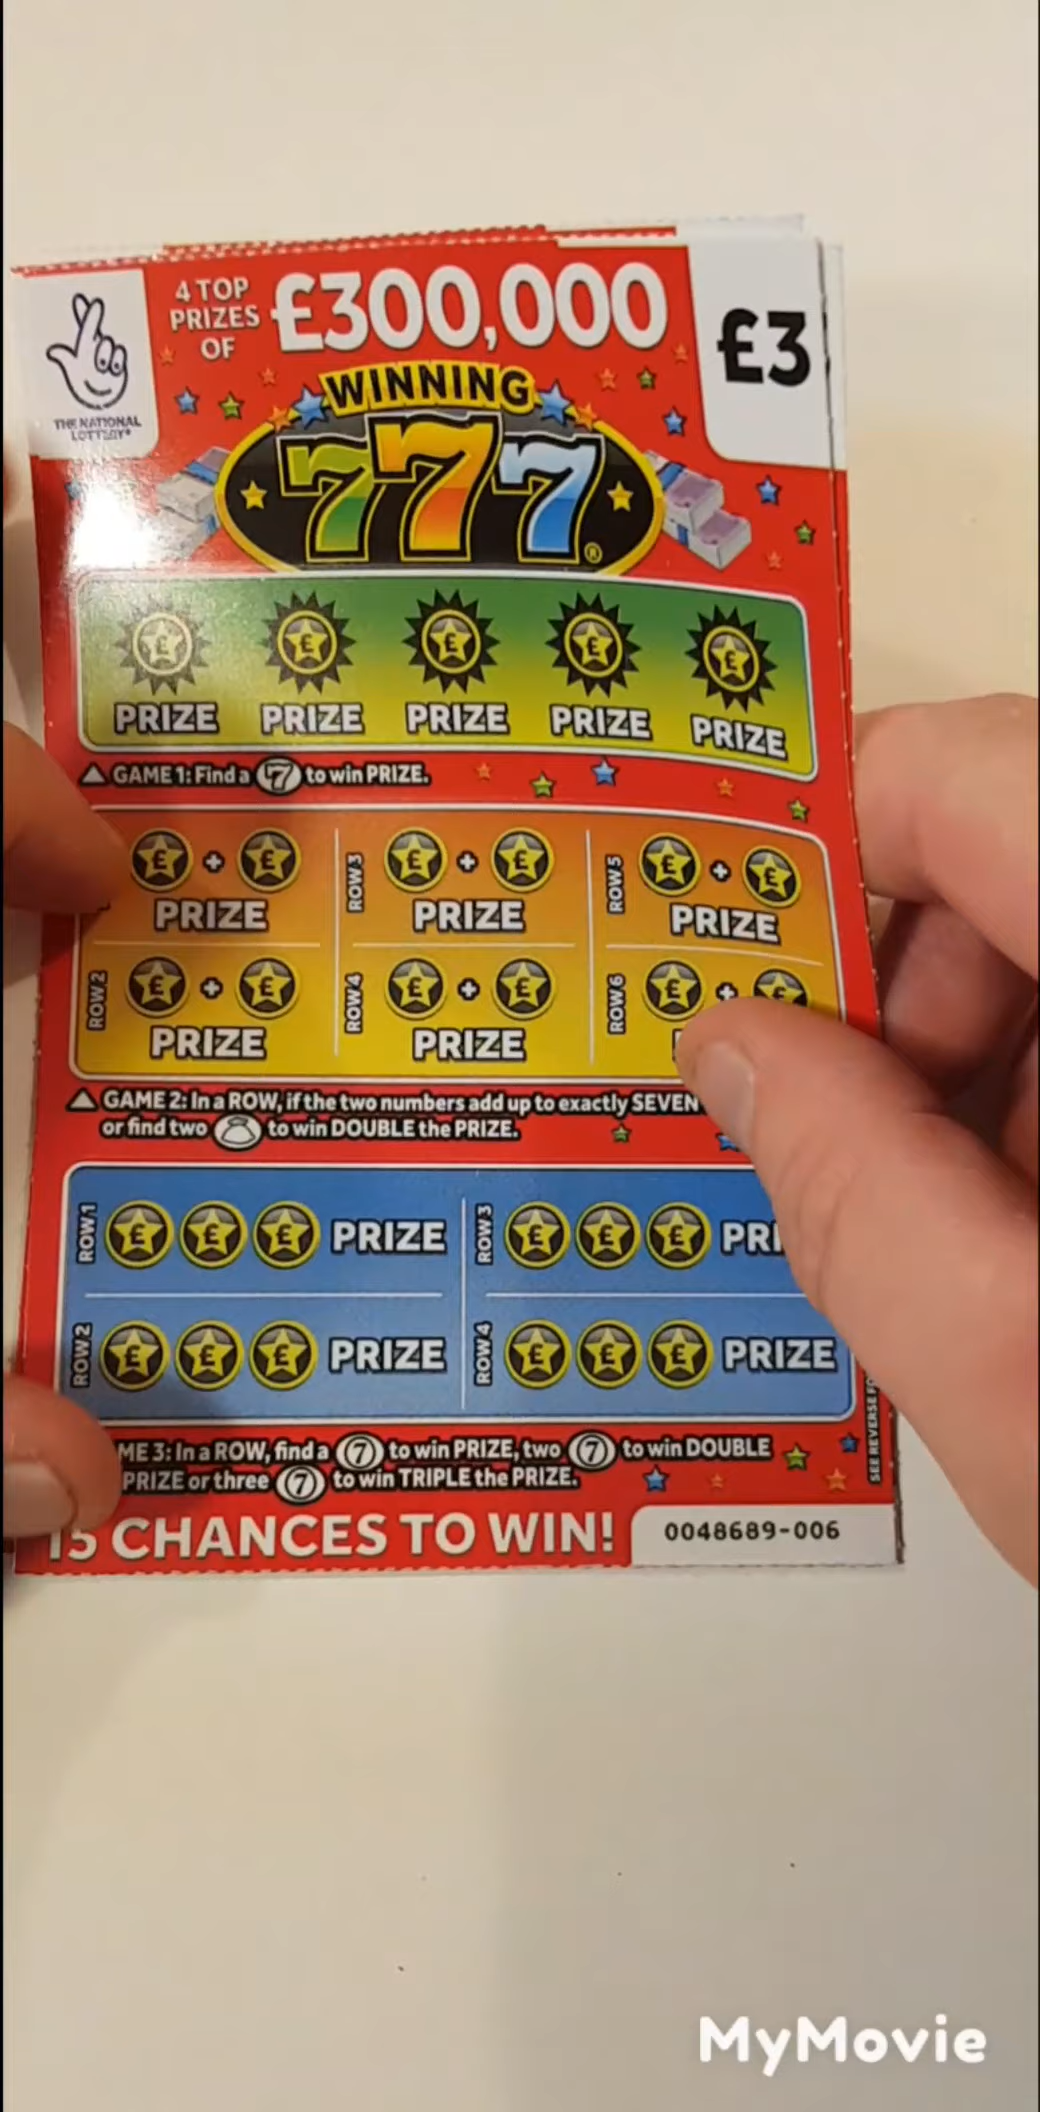 4 TOP
PRIZES
OF
£300,000
£3
THE NATIONAL
LOTTERY®
WINNING
777®
PRIZE PRIZE PRIZE PRIZE PRIZE
GAME 1: Find a 7 to win PRIZE.
£ + £ ROW 3 £ + £ ROW 5 £ + £
PRIZE PRIZE PRIZE
ROW 2 £ + £ ROW 4 £ + £ ROW 6 £ + £
PRIZE PRIZE
GAME 2: In a ROW, if the two numbers add up to exactly SEVEN
or find two to win DOUBLE the PRIZE.
ROW 1 £ £ £ PRIZE ROW 3 £ £ £ PRI
ROW 2 £ £ £ PRIZE ROW 4 £ £ £ PRIZE
ME 3: In a ROW, find a 7 to win PRIZE, two 7 to win DOUBLE
PRIZE or three 7 to win TRIPLE the PRIZE.
SEE REVERSE FO
15 CHANCES TO WIN!
0048689-006
MyMovie